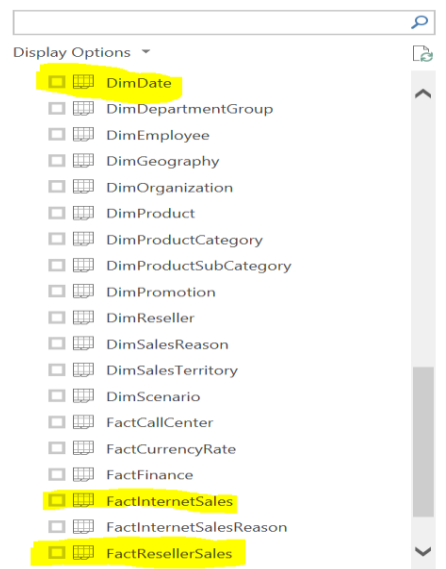 Display Options
DimDate
DimDepartmentGroup
DimEmployee
DimGeography
DimOrganization
DimProduct
DimProductCategory
DimProductSubCategory
DimPromotion
DimReseller
DimSalesReason
DimSalesTerritory
DimScenario
FactCallCenter
FactCurrencyRate
FactFinance
FactInternetSales
FactInternetSalesReason
FactResellerSales